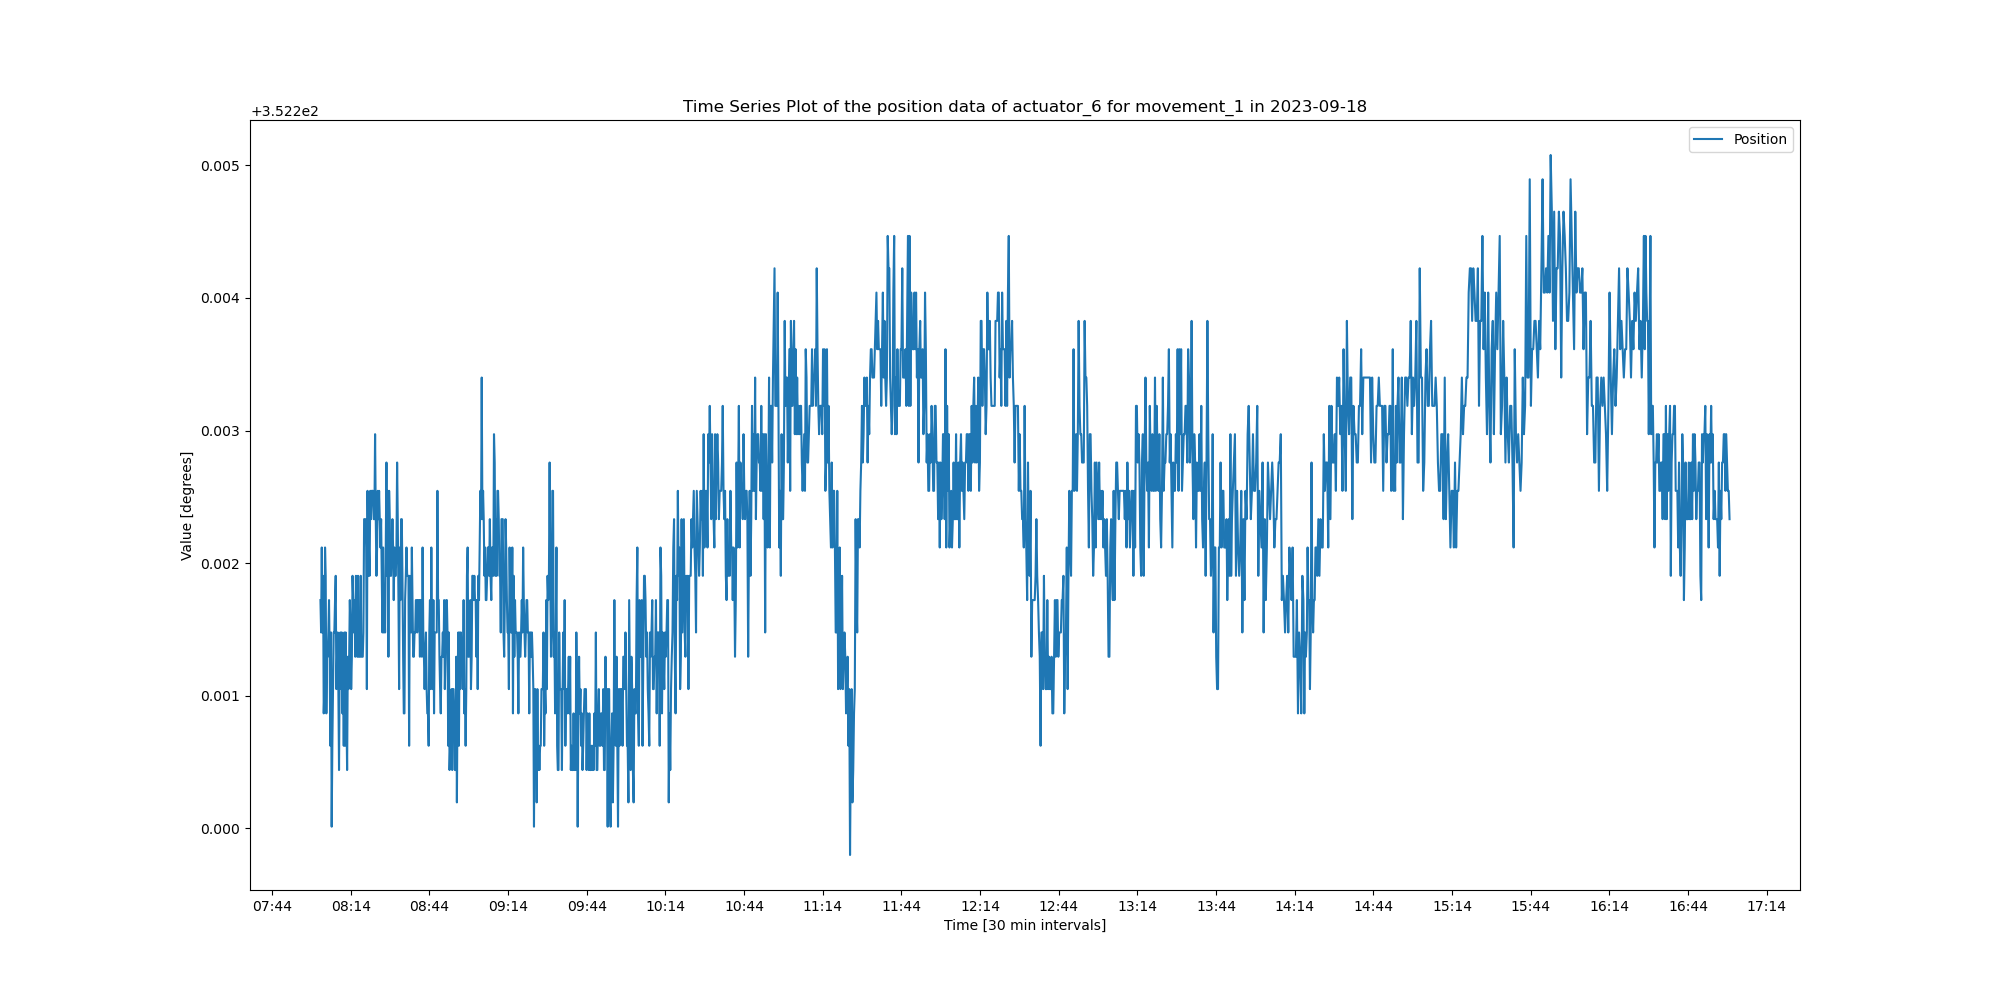 Time Series Plot of the position data of actuator_6 for movement_1 in 2023-09-18
+3.522e2
Position
0.005
0.004
0.003
0.002
0.001
0.000
Value [degrees]
07:44 08:14 08:44 09:14 09:44 10:14 10:44 11:14 11:44 12:14 12:44 13:14 13:44 14:14 14:44 15:14 15:44 16:14 16:44 17:14
Time [30 min intervals]